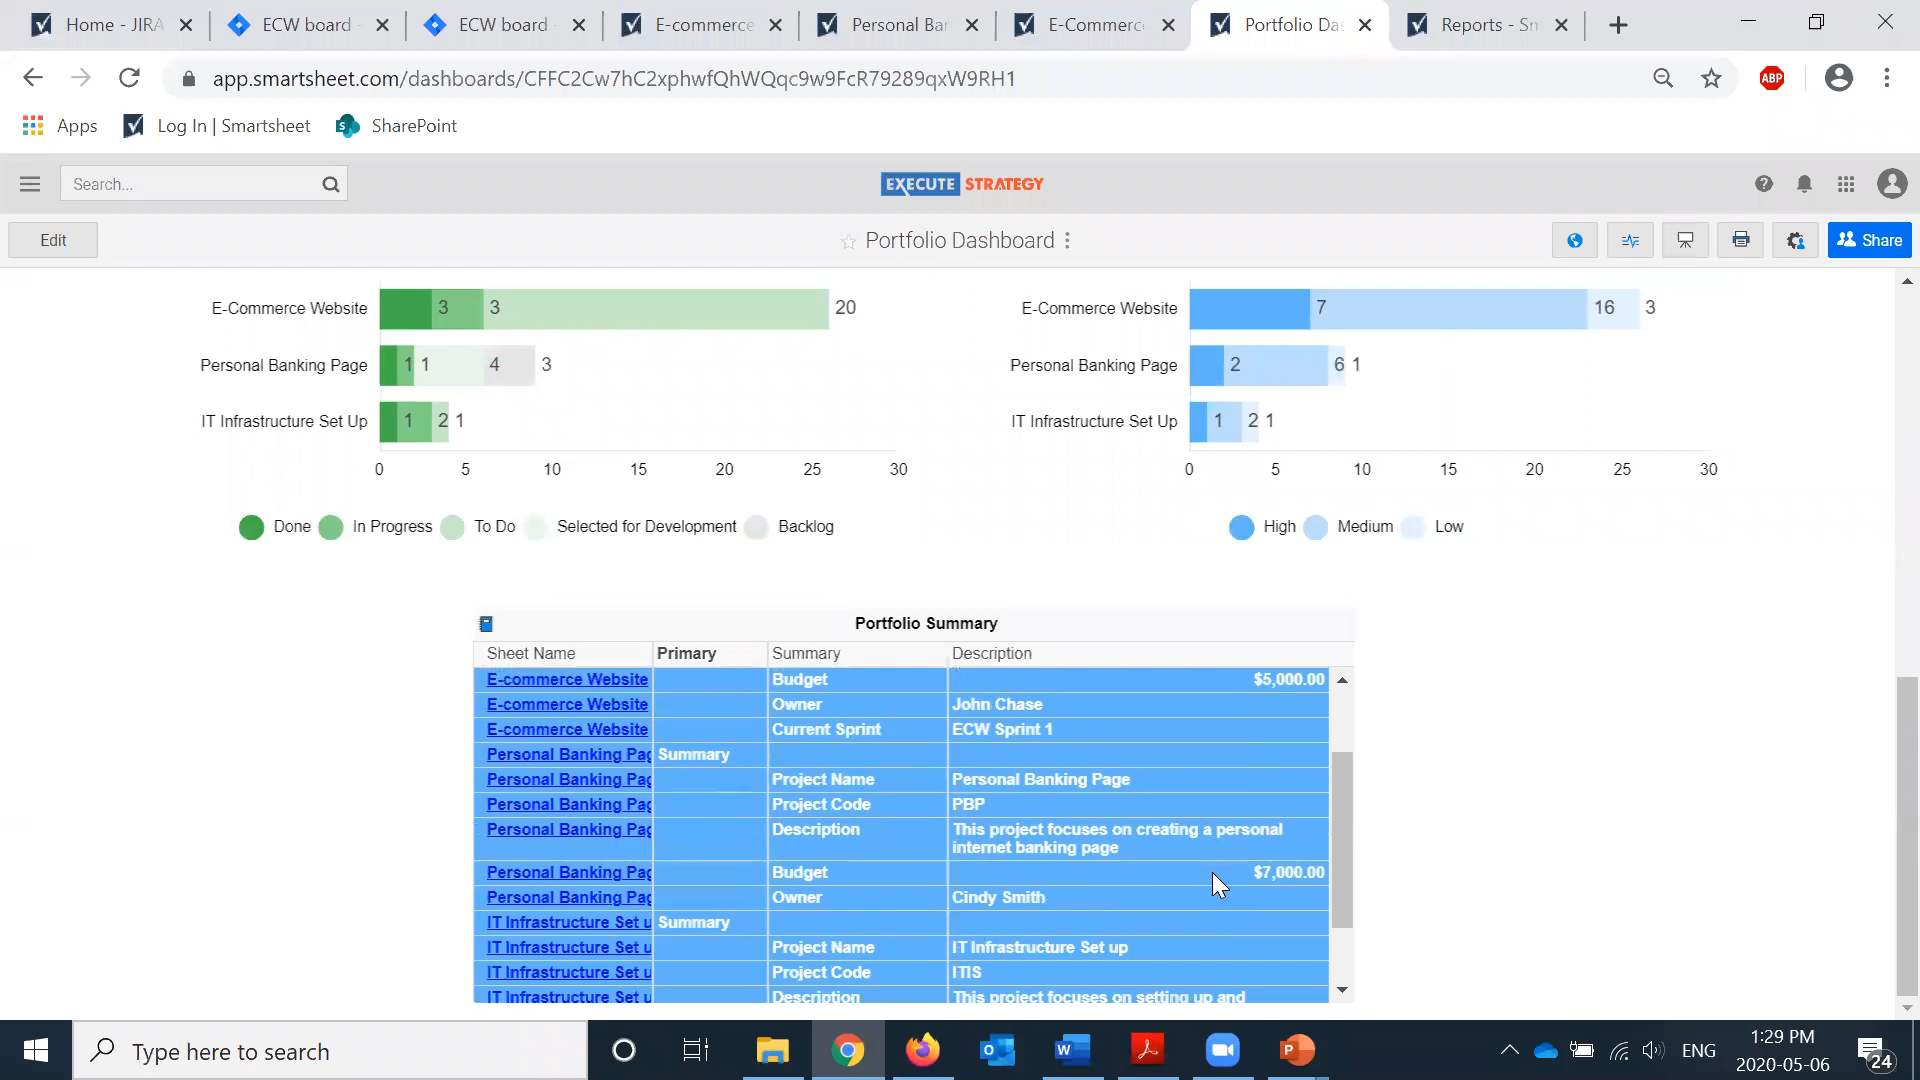 Home - JIRA
ECW board -
ECW board -
E-commerce
Personal Ban
E-Commerc
Portfolio Das
Reports - Sm
app.smartsheet.com/dashboards/CFFC2Cw7hC2xphwfQhWQqc9w9FcR79289qxW9RH1
ABP
Apps
Log In | Smartsheet
SharePoint
Search...
EXECUTE STRATEGY
Edit
Portfolio Dashboard
Share
E-Commerce Website 3 3 20
Personal Banking Page 1 1 4 3
IT Infrastructure Set Up 1 2 1
0 5 10 15 20 25 30
Done In Progress To Do Selected for Development Backlog
E-Commerce Website 7 16 3
Personal Banking Page 2 6 1
IT Infrastructure Set Up 1 2 1
0 5 10 15 20 25 30
High Medium Low
Portfolio Summary
Sheet Name Primary Summary Description
E-commerce Website Budget $5,000.00
E-commerce Website Owner John Chase
E-commerce Website Current Sprint ECW Sprint 1
Personal Banking Pag Summary
Personal Banking Pag Project Name Personal Banking Page
Personal Banking Pag Project Code PBP
Personal Banking Pag Description This project focuses on creating a personal
internet banking page
Personal Banking Pag Budget $7,000.00
Personal Banking Pag Owner Cindy Smith
IT Infrastructure Set u Summary
IT Infrastructure Set u Project Name IT Infrastructure Set up
IT Infrastructure Set u Project Code ITIS
IT Infrastructure Set u Description This project focuses on setting up and
Type here to search
ENG
1:29 PM
2020-05-06
24